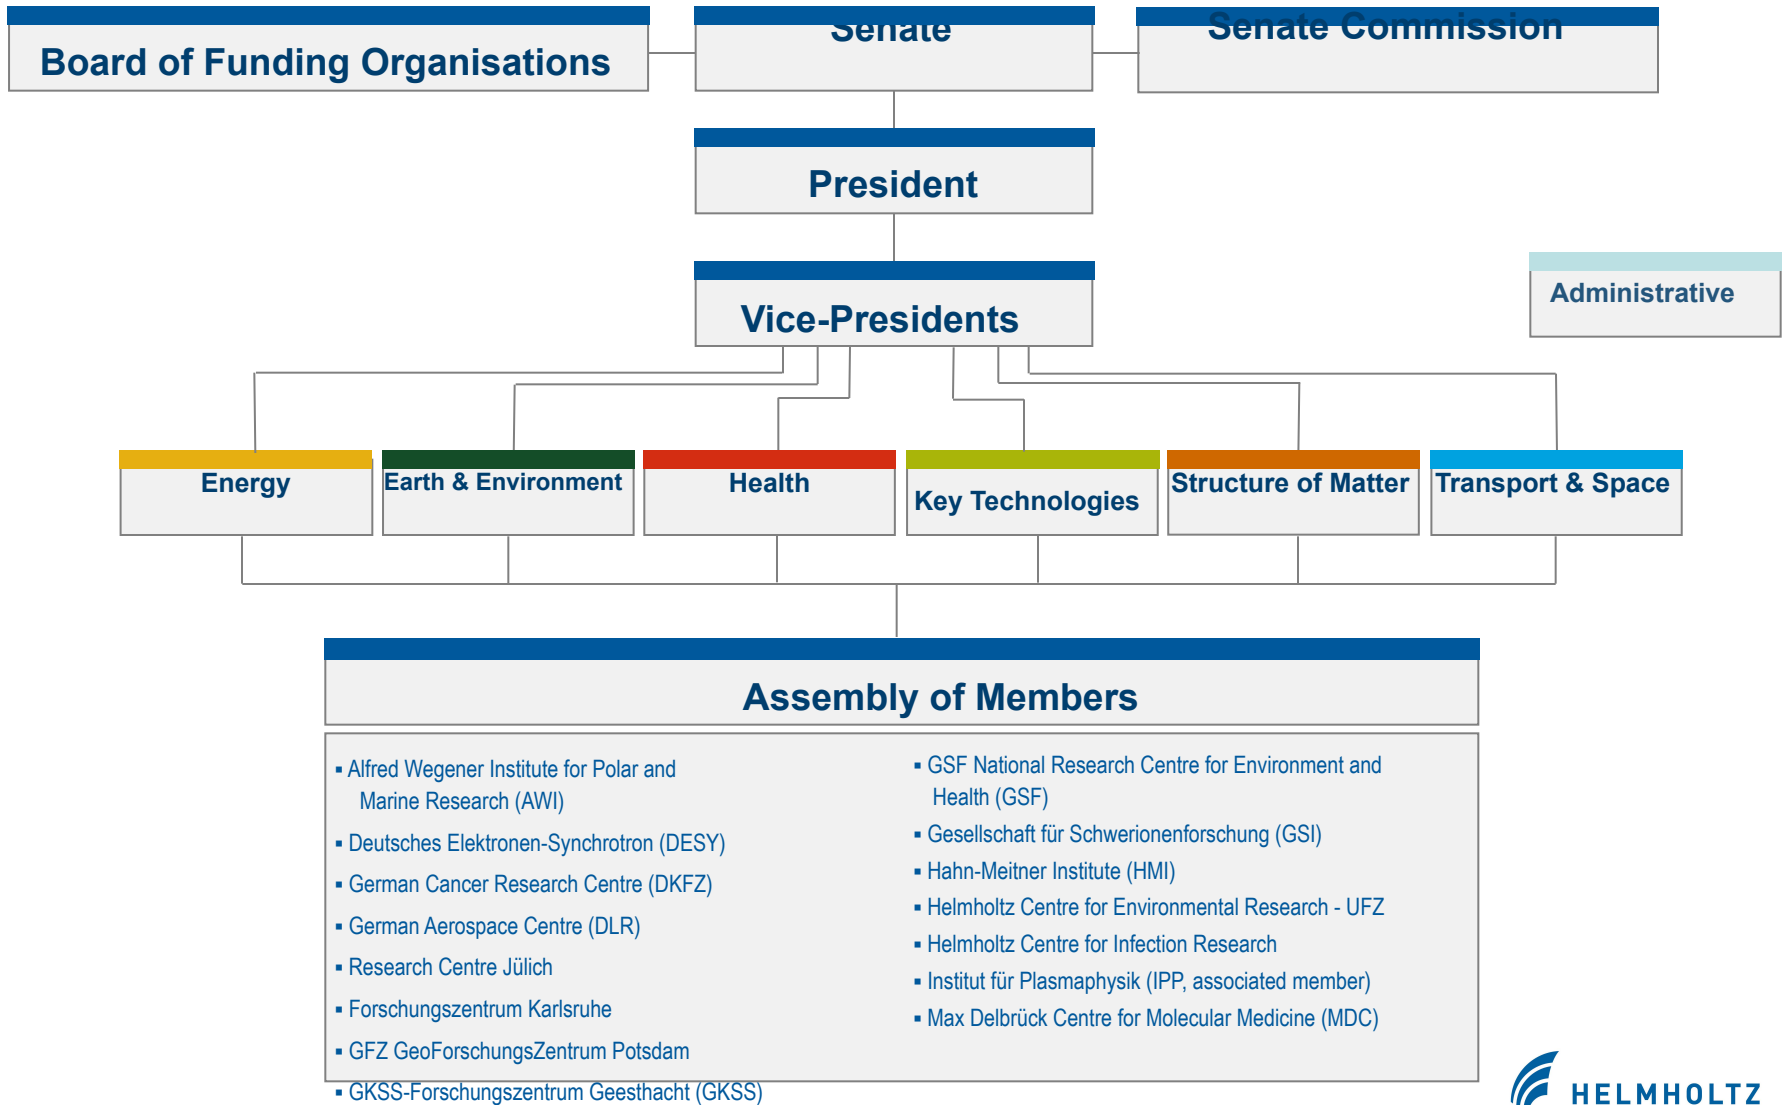 Board of Funding Organisations
Senate
Senate Commission
President
Vice-Presidents
Administrative
Energy
Earth & Environment
Health
Key Technologies
Structure of Matter
Transport & Space
Assembly of Members
▪ Alfred Wegener Institute for Polar and
Marine Research (AWI)
▪ Deutsches Elektronen-Synchrotron (DESY)
▪ German Cancer Research Centre (DKFZ)
▪ German Aerospace Centre (DLR)
▪ Research Centre Jülich
▪ Forschungszentrum Karlsruhe
▪ GFZ GeoForschungsZentrum Potsdam
▪ GKSS-Forschungszentrum Geesthacht (GKSS)
▪ GSF National Research Centre for Environment and
Health (GSF)
▪ Gesellschaft für Schwerionenforschung (GSI)
▪ Hahn-Meitner Institute (HMI)
▪ Helmholtz Centre for Environmental Research - UFZ
▪ Helmholtz Centre for Infection Research
▪ Institut für Plasmaphysik (IPP, associated member)
▪ Max Delbrück Centre for Molecular Medicine (MDC)
HELMHOLTZ